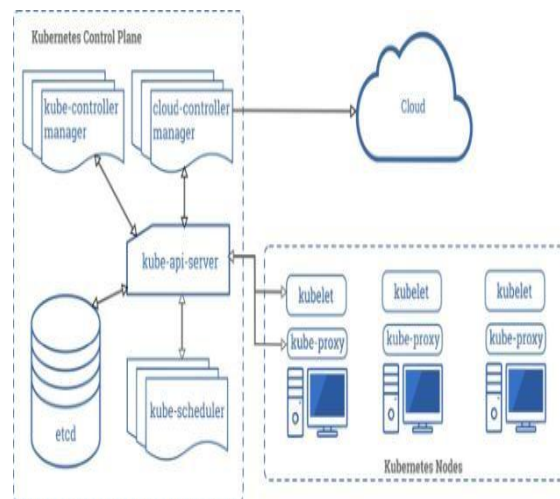 Kubernetes Control Plane
kube-controller
manager
cloud-controller
manager
Cloud
kube-api-server
kubelet
kubelet
kubelet
kube-proxy
kube-proxy
kube-proxy
etcd
kube-scheduler
Kubernetes Nodes